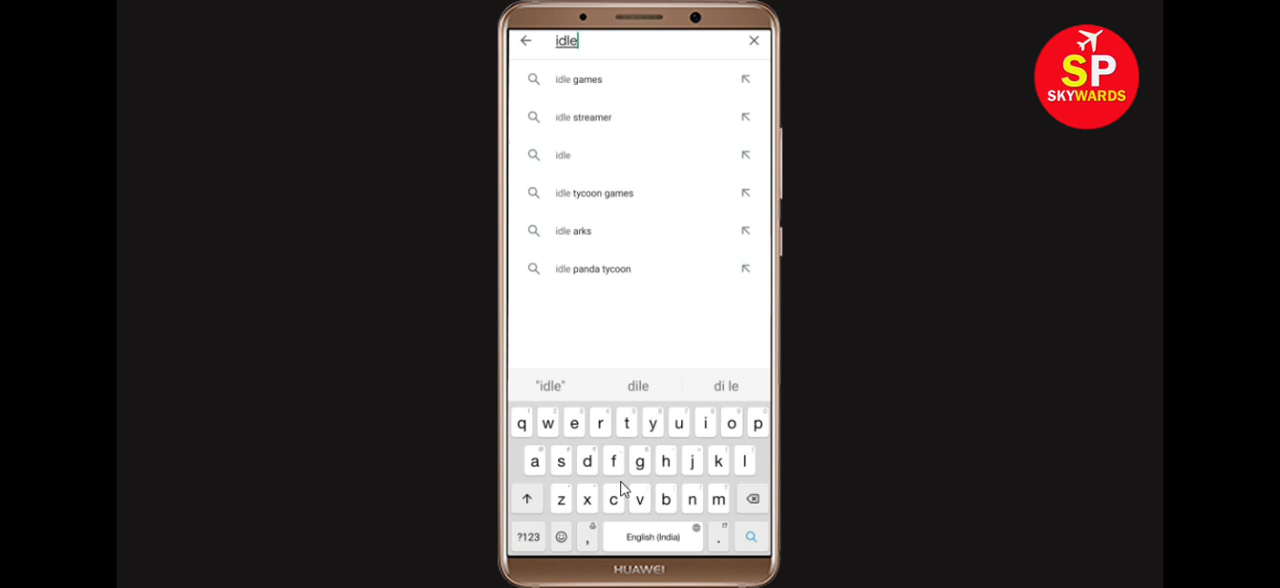 idle
SP
SKYWARDS
idle games
idle streamer
idle
idle tycoon games
idle arks
idle panda tycoon
"idle" dile di le
q w e r t y u i o p
a s d f g h j k l
z x c v b n m
?123 , English (India) .
HUAWEI